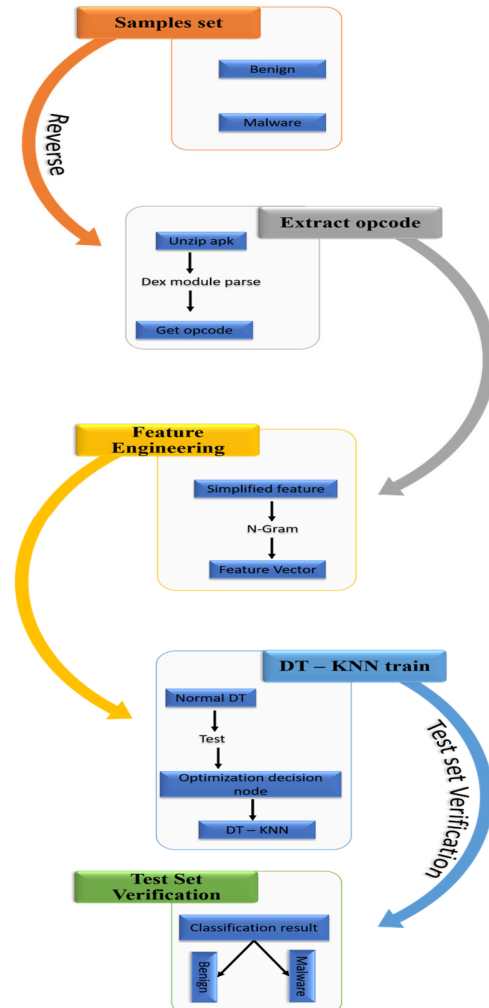 Samples set
Benign
Malware
Reverse
Extract opcode
Unzip apk
Dex module parse
Get opcode
Feature
Engineering
Simplified feature
N-Gram
Feature Vector
DT – KNN train
Normal DT
Test
Optimization decision
node
DT – KNN
Test set Verification
Test Set
Verification
Classification result
Benign
Malware